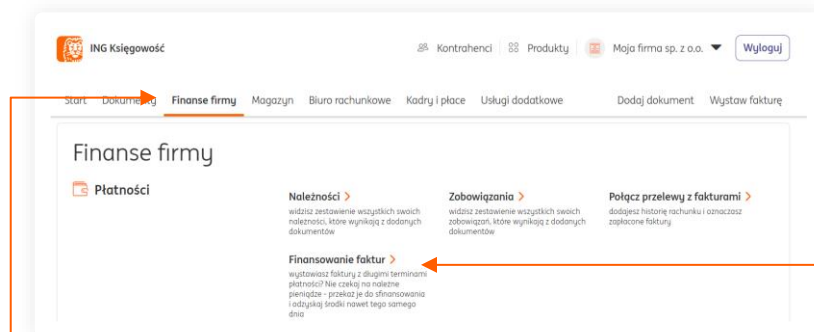 ING Księgowość
Kontrahenci
Produkty
Moja firma sp. z o.o.
Wyloguj
Start Dokumenty Finanse firmy Magazyn Biuro rachunkowe Kadry i płace Usługi dodatkowe Dodaj dokument Wystaw fakturę
Finanse firmy
Płatności
Należności >
widzisz zestawienie wszystkich swoich
należności, które wynikają z dodanych
dokumentów
Zobowiązania >
widzisz zestawienie wszystkich swoich
zobowiązań, które wynikają z dodanych
dokumentów
Połącz przelewy z fakturami >
dodajesz historię rachunku i oznaczasz
zapłacone faktury
Finansowanie faktur >
wystawiasz faktury z długimi terminami
płatności? Nie czekaj na należne
pieniądze - przekaż je do sfinansowania
i odzyskaj środki nawet tego samego
dnia